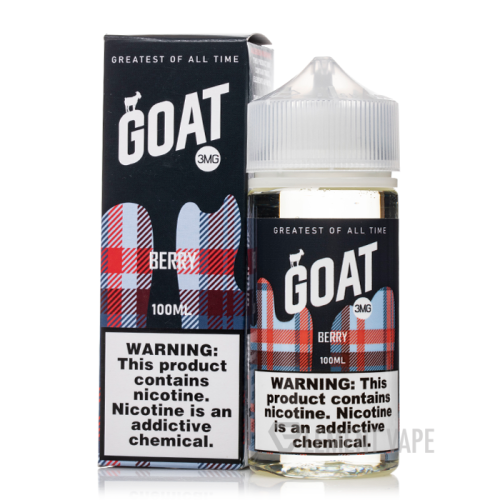 GREATEST OF ALL TIME
GOAT
3MG
BERRY
100ML
WARNING:
This product
contains
nicotine.
Nicotine is an
addictive
chemical.
GREATEST OF ALL TIME
GOAT
3MG
BERRY
100ML
WARNING: This
product contains
nicotine. Nicotine
is an addictive
chemical.
VAPE